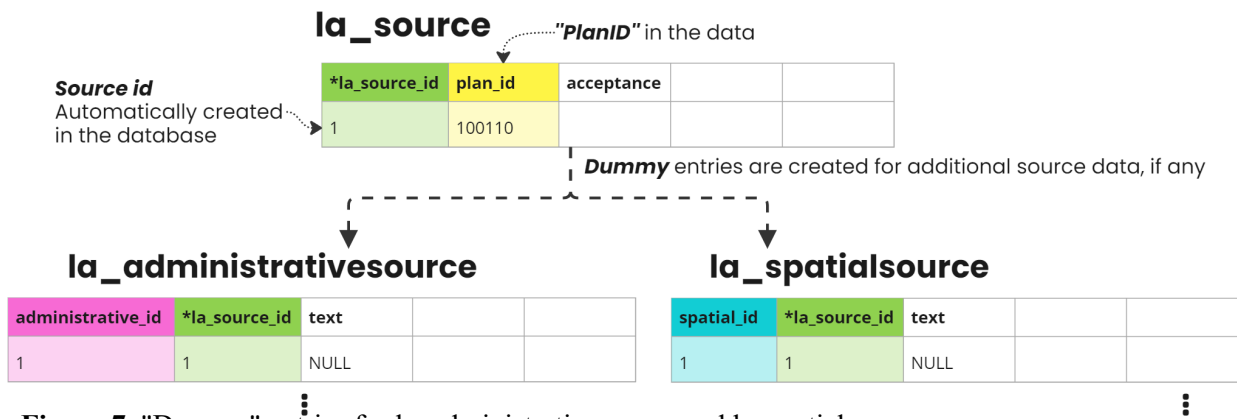 la_source
"PlanID" in the data
Source id
Automatically created
in the database
*la_source_id plan_id acceptance
1 100110
Dummy entries are created for additional source data, if any
la_administrativesource
administrative_id *la_source_id text
1 1 NULL
la_spatialsource
spatial_id *la_source_id text
1 1 NULL